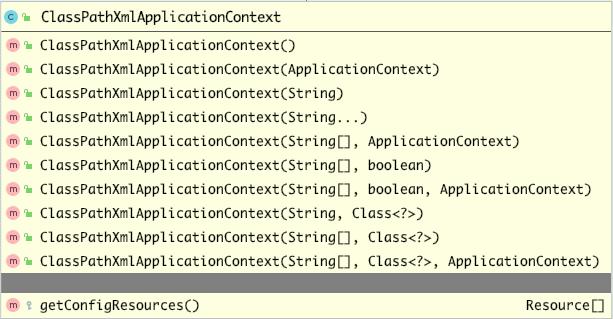 C ClassPathXmlApplicationContext
m ClassPathXmlApplicationContext()
m ClassPathXmlApplicationContext(ApplicationContext)
m ClassPathXmlApplicationContext(String)
m ClassPathXmlApplicationContext(String...)
m ClassPathXmlApplicationContext(String[], ApplicationContext)
m ClassPathXmlApplicationContext(String[], boolean)
m ClassPathXmlApplicationContext(String[], boolean, ApplicationContext)
m ClassPathXmlApplicationContext(String, Class<?>)
m ClassPathXmlApplicationContext(String[], Class<?>)
m ClassPathXmlApplicationContext(String[], Class<?>, ApplicationContext)
m getConfigResources() Resource[]